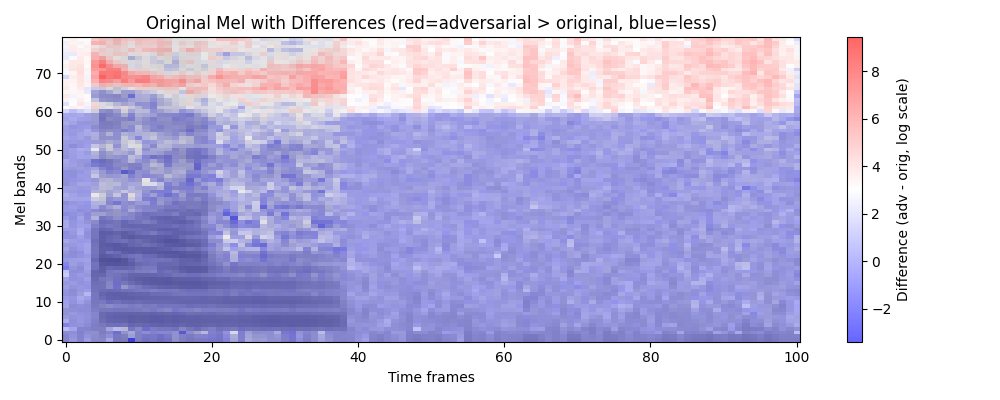 Original Mel with Differences (red=adversarial > original, blue=less)
Mel bands
70
60
50
40
30
20
10
0
0 20 40 60 80 100
Time frames
8
6
4
2
0
−2
Difference (adv - orig, log scale)